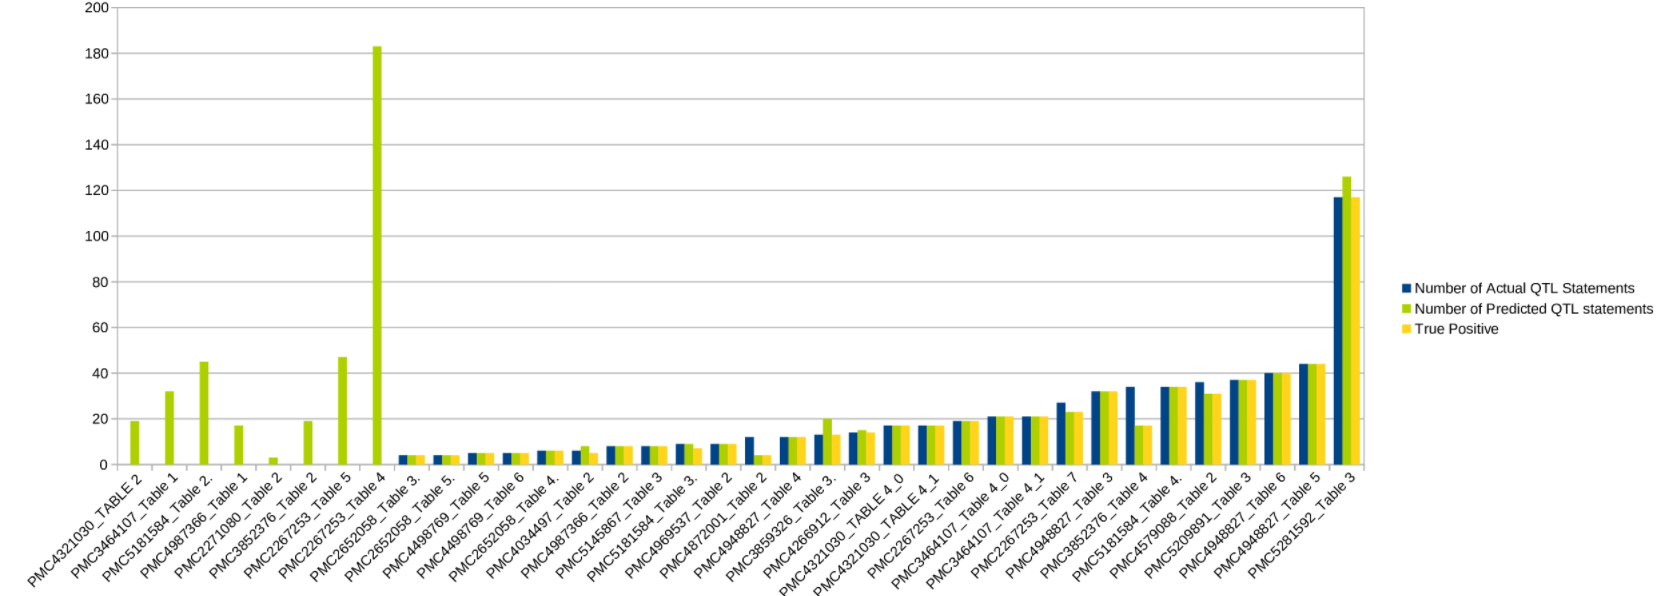 200
180
160
140
120
100
80
60
40
20
0
PMC4321030_TABLE 2
PMC3464107_Table 1
PMC5181584_Table 2.
PMC4987366_Table 1
PMC2271080_Table 2
PMC3852376_Table 2
PMC2267253_Table 5
PMC2267253_Table 4
PMC2652058_Table 3.
PMC2652058_Table 5.
PMC4498769_Table 5
PMC4498769_Table 6
PMC2652058_Table 4.
PMC4034497_Table 2
PMC4987366_Table 2
PMC5145867_Table 3
PMC5181584_Table 3.
PMC4969537_Table 2
PMC4872001_Table 2
PMC4948827_Table 4
PMC3859326_Table 3.
PMC4266912_Table 3
PMC4321030_TABLE 4_0
PMC4321030_TABLE 4_1
PMC2267253_Table 6
PMC3464107_Table 4_0
PMC3464107_Table 4_1
PMC2267253_Table 7
PMC4948827_Table 3
PMC3852376_Table 4
PMC5181584_Table 4.
PMC4579088_Table 2
PMC5209891_Table 3
PMC4948827_Table 6
PMC4948827_Table 5
PMC5281592_Table 3
Number of Actual QTL Statements
Number of Predicted QTL statements
True Positive